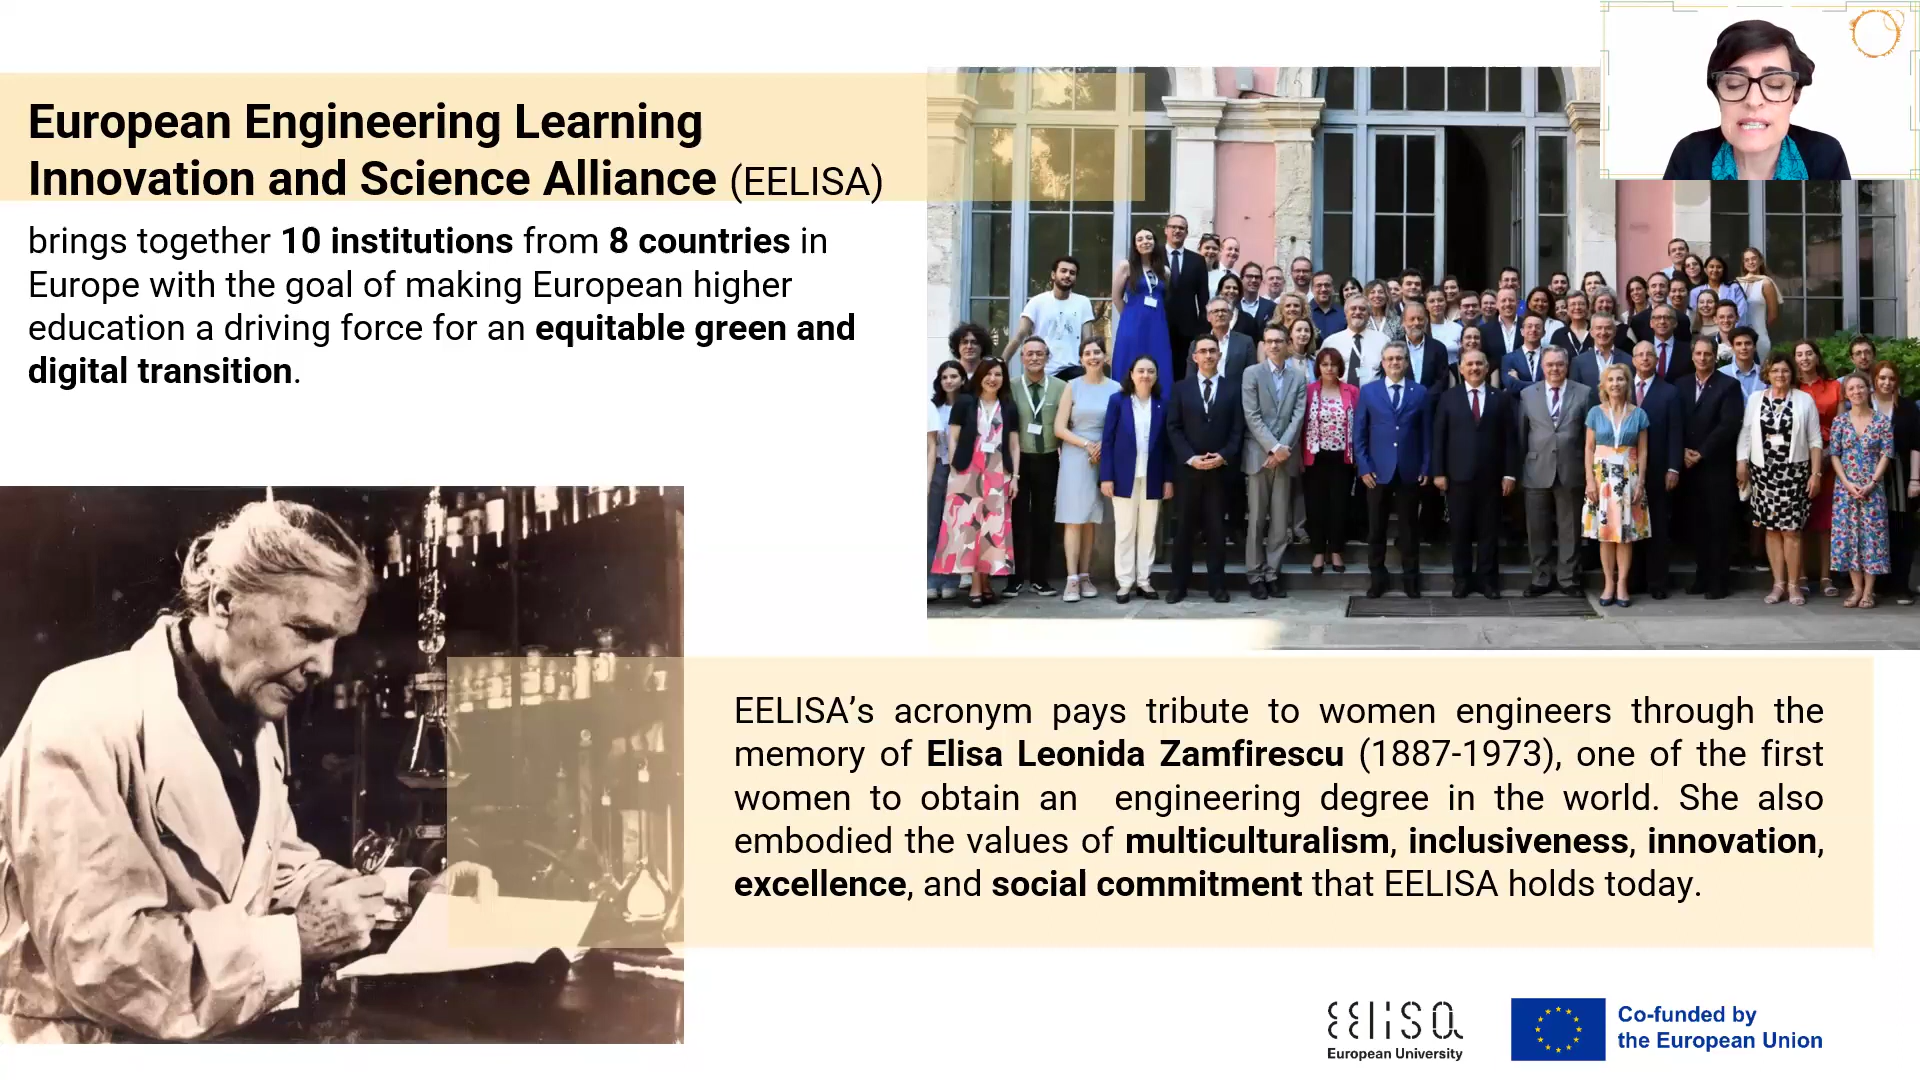 European Engineering Learning
Innovation and Science Alliance (EELISA)
brings together 10 institutions from 8 countries in
Europe with the goal of making European higher
education a driving force for an equitable green and
digital transition.
EELISA’s acronym pays tribute to women engineers through the
memory of Elisa Leonida Zamfirescu (1887-1973), one of the first
women to obtain an engineering degree in the world. She also
embodied the values of multiculturalism, inclusiveness, innovation,
excellence, and social commitment that EELISA holds today.
EELISA
European University
Co-funded by
the European Union